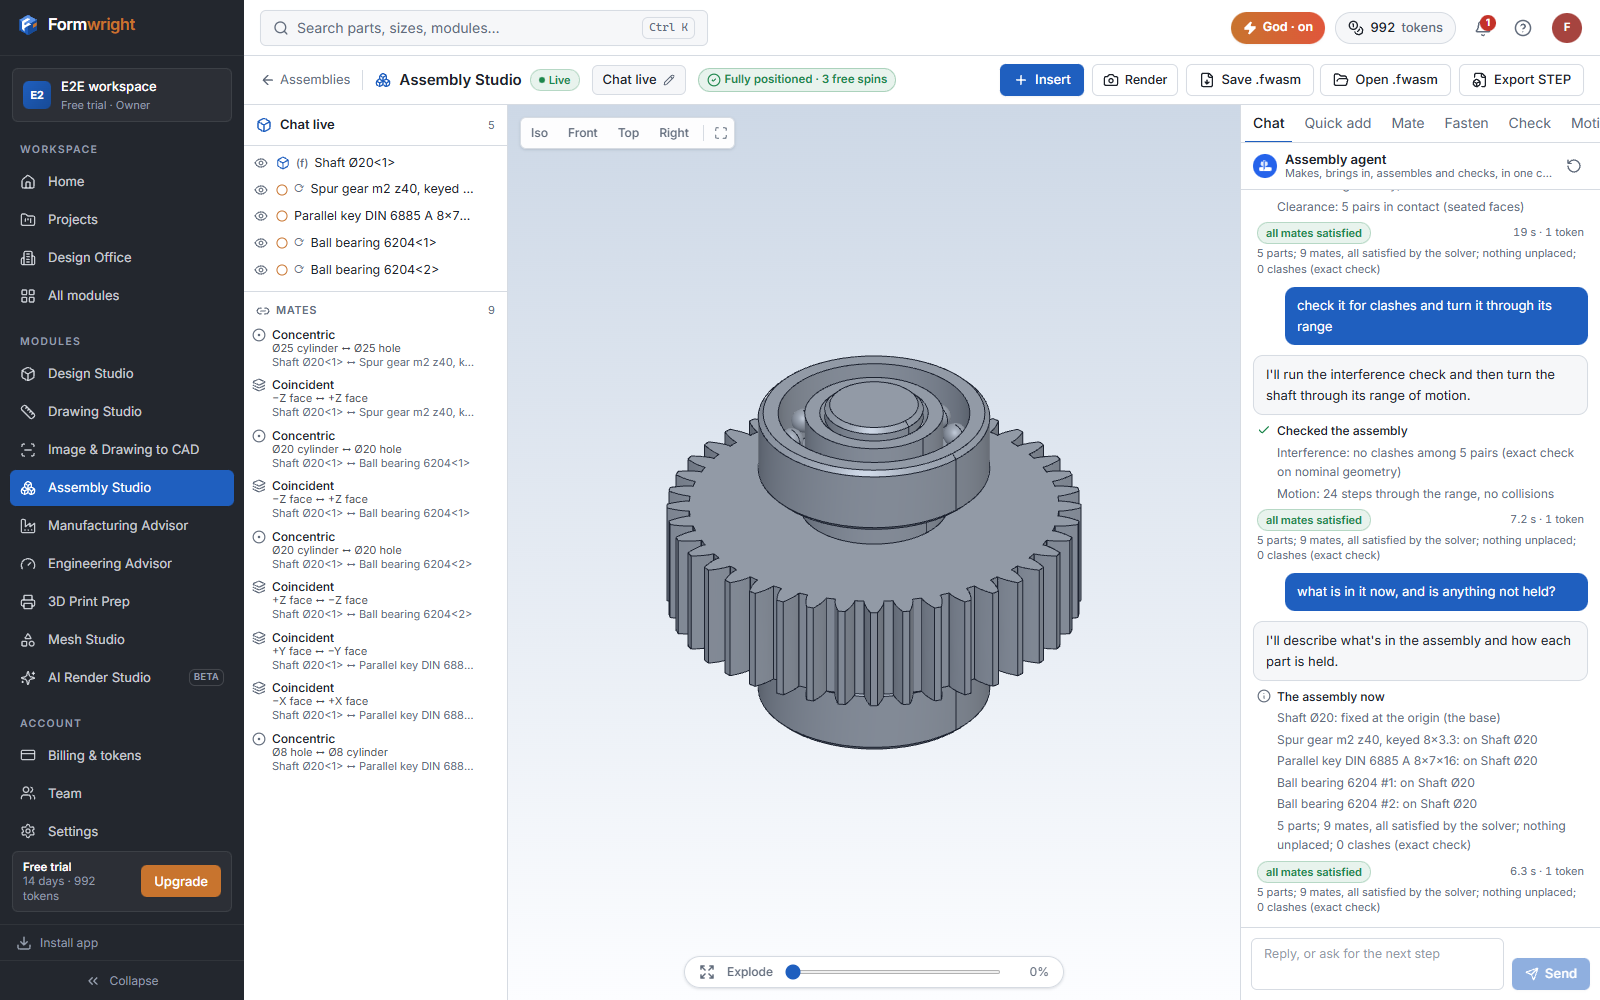 Formwright
E2
E2E workspace
Free trial · Owner
WORKSPACE
Home
Projects
Design Office
All modules
MODULES
Design Studio
Drawing Studio
Image & Drawing to CAD
Assembly Studio
Manufacturing Advisor
Engineering Advisor
3D Print Prep
Mesh Studio
AI Render Studio BETA
ACCOUNT
Billing & tokens
Team
Settings
Free trial
14 days · 992
tokens
Upgrade
Install app
Collapse
Search parts, sizes, modules... Ctrl K
God · on
992 tokens
1
F
Assemblies
Assembly Studio
Live
Chat live
Fully positioned · 3 free spins
Insert
Render
Save .fwasm
Open .fwasm
Export STEP
Chat live 5
(f) Shaft Ø20<1>
Spur gear m2 z40, keyed ...
Parallel key DIN 6885 A 8×7...
Ball bearing 6204<1>
Ball bearing 6204<2>
MATES 9
Concentric
Ø25 cylinder ↔ Ø25 hole
Shaft Ø20<1> ↔ Spur gear m2 z40, k...
Coincident
−Z face ↔ +Z face
Shaft Ø20<1> ↔ Spur gear m2 z40, k...
Concentric
Ø20 cylinder ↔ Ø20 hole
Shaft Ø20<1> ↔ Ball bearing 6204<1>
Coincident
−Z face ↔ +Z face
Shaft Ø20<1> ↔ Ball bearing 6204<1>
Concentric
Ø20 cylinder ↔ Ø20 hole
Shaft Ø20<1> ↔ Ball bearing 6204<2>
Coincident
+Z face ↔ −Z face
Shaft Ø20<1> ↔ Ball bearing 6204<2>
Coincident
+Y face ↔ −Y face
Shaft Ø20<1> ↔ Parallel key DIN 688...
Coincident
−X face ↔ +X face
Shaft Ø20<1> ↔ Parallel key DIN 688...
Concentric
Ø8 hole ↔ Ø8 cylinder
Shaft Ø20<1> ↔ Parallel key DIN 688...
Iso Front Top Right
Explode 0%
Chat Quick add Mate Fasten Check Moti
Assembly agent
Makes, brings in, assembles and checks, in one c...
Clearance: 5 pairs in contact (seated faces)
all mates satisfied 19 s · 1 token
5 parts; 9 mates, all satisfied by the solver; nothing unplaced;
0 clashes (exact check)
check it for clashes and turn it through its
range
I'll run the interference check and then turn the
shaft through its range of motion.
Checked the assembly
Interference: no clashes among 5 pairs (exact check
on nominal geometry)
Motion: 24 steps through the range, no collisions
all mates satisfied 7.2 s · 1 token
5 parts; 9 mates, all satisfied by the solver; nothing unplaced;
0 clashes (exact check)
what is in it now, and is anything not held?
I'll describe what's in the assembly and how each
part is held.
The assembly now
Shaft Ø20: fixed at the origin (the base)
Spur gear m2 z40, keyed 8×3.3: on Shaft Ø20
Parallel key DIN 6885 A 8×7×16: on Shaft Ø20
Ball bearing 6204 #1: on Shaft Ø20
Ball bearing 6204 #2: on Shaft Ø20
5 parts; 9 mates, all satisfied by the solver; nothing
unplaced; 0 clashes (exact check)
all mates satisfied 6.3 s · 1 token
5 parts; 9 mates, all satisfied by the solver; nothing unplaced;
0 clashes (exact check)
Reply, or ask for the next step
Send